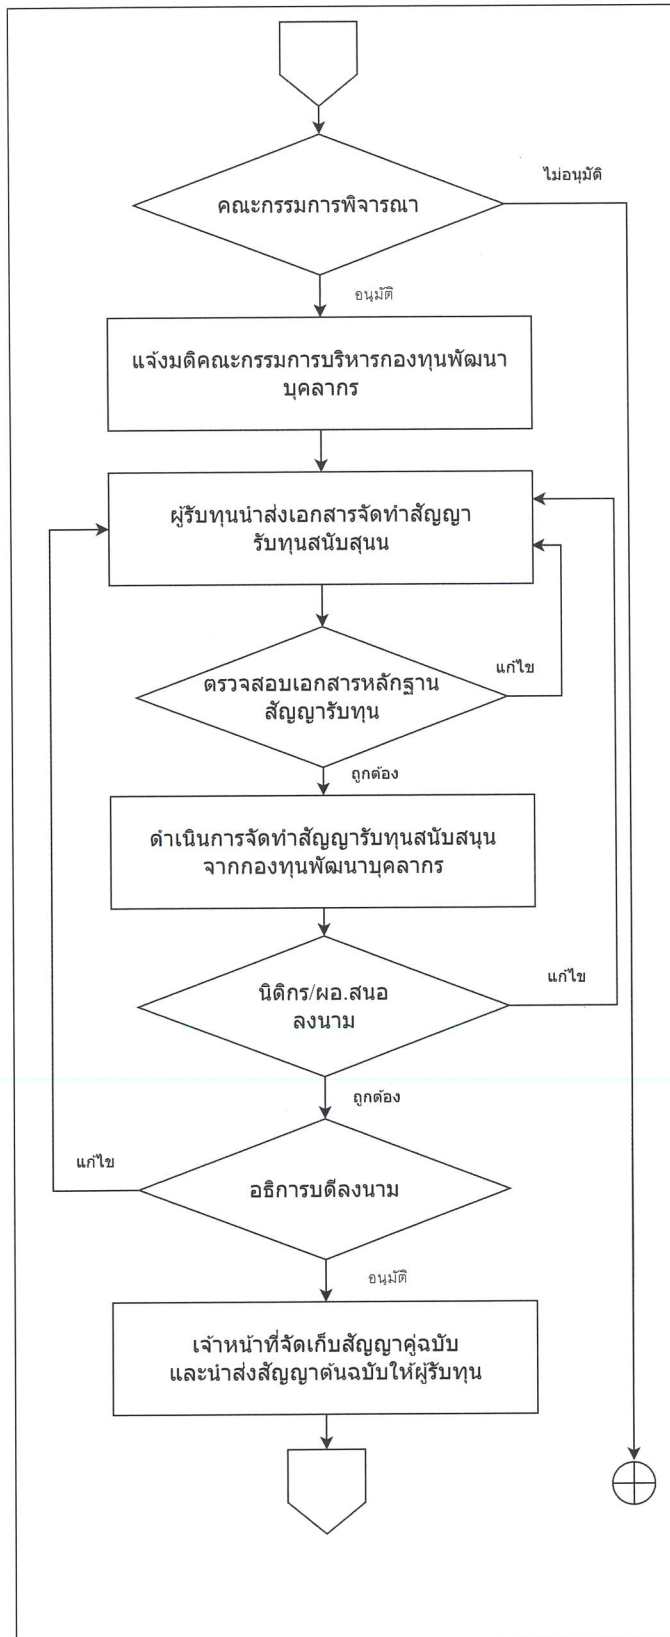 คณะกรรมการพิจารณา
ไม่อนุมัติ
อนุมัติ
แจ้งมติคณะกรรมการบริหารกองทุนพัฒนา
บุคลากร
ผู้รับทุนนำส่งเอกสารจัดทำสัญญา
รับทุนสนับสุนน
ตรวจสอบเอกสารหลักฐาน
สัญญารับทุน
แก้ไข
ถูกต้อง
ดำเนินการจัดทำสัญญารับทุนสนับสนุน
จากกองทุนพัฒนาบุคลากร
นิติกร/ผอ.สนอ
ลงนาม
แก้ไข
ถูกต้อง
แก้ไข
อธิการบดีลงนาม
อนุมัติ
เจ้าหน้าที่จัดเก็บสัญญาคู่ฉบับ
และนำส่งสัญญาต้นฉบับให้ผู้รับทุน